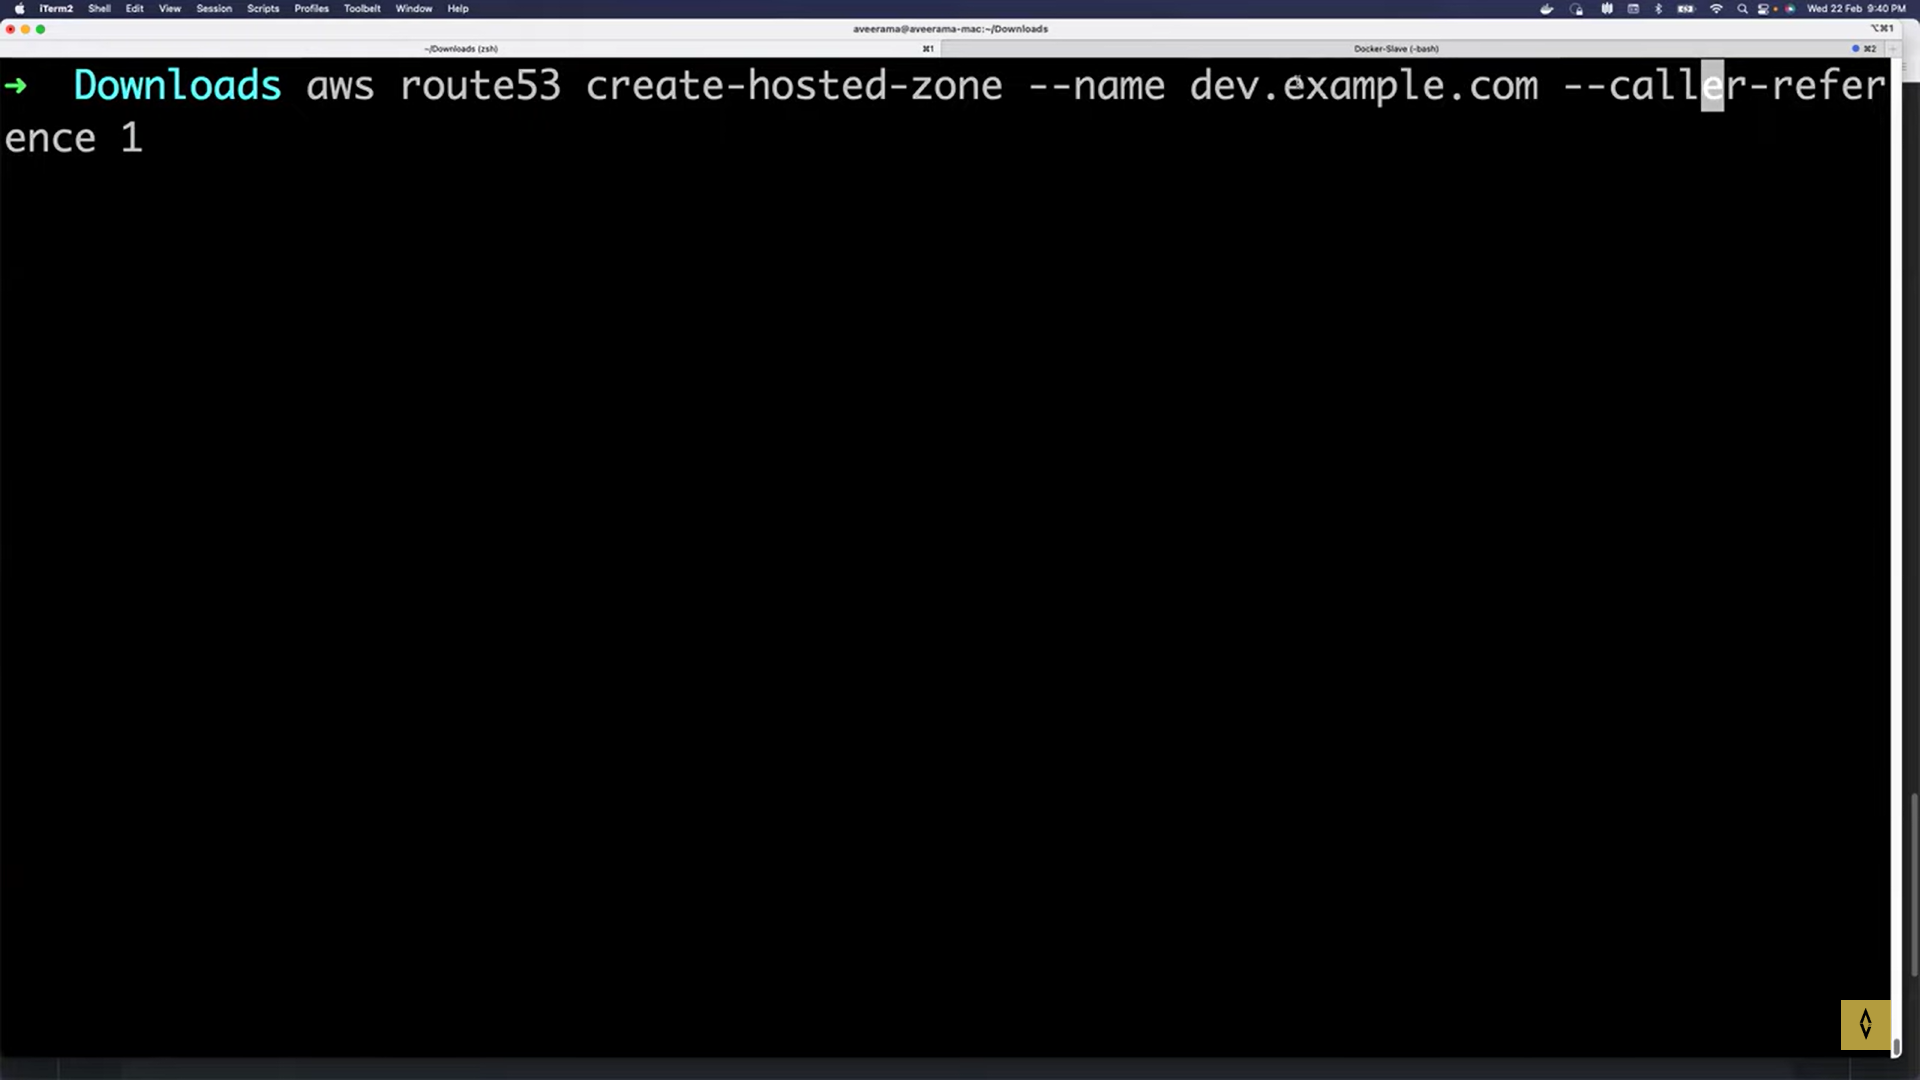 iTerm2 Shell Edit View Session Scripts Profiles Toolbelt Window Help Wed 22 Feb 9:40 PM
aveerama@aveerama-mac:~/Downloads ⌥⌘1
~/Downloads (zsh) ⌘1 Docker-Slave (-bash) ⌘2
➜ Downloads aws route53 create-hosted-zone --name dev.example.com --caller-refer
ence 1